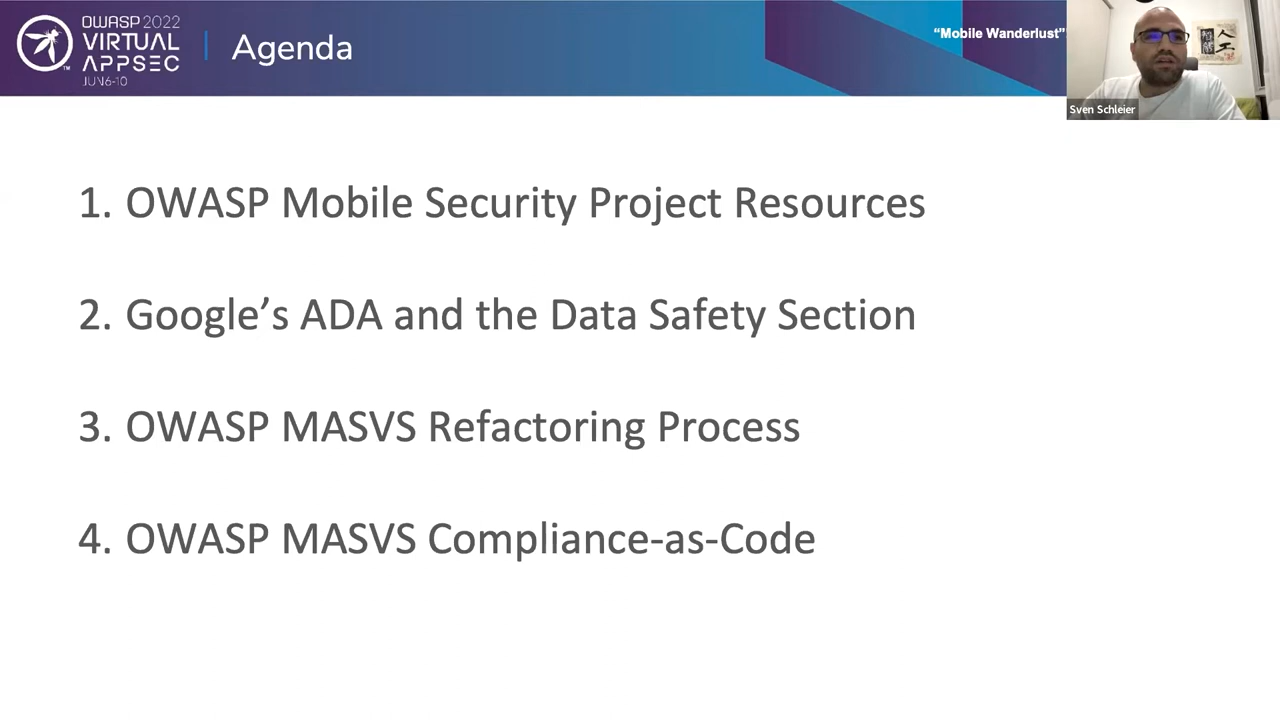 OWASP 2022
VIRTUAL
APPSEC
JUN 6-10
Agenda
“Mobile Wanderlust”
Sven Schleier
1. OWASP Mobile Security Project Resources
2. Google’s ADA and the Data Safety Section
3. OWASP MASVS Refactoring Process
4. OWASP MASVS Compliance-as-Code